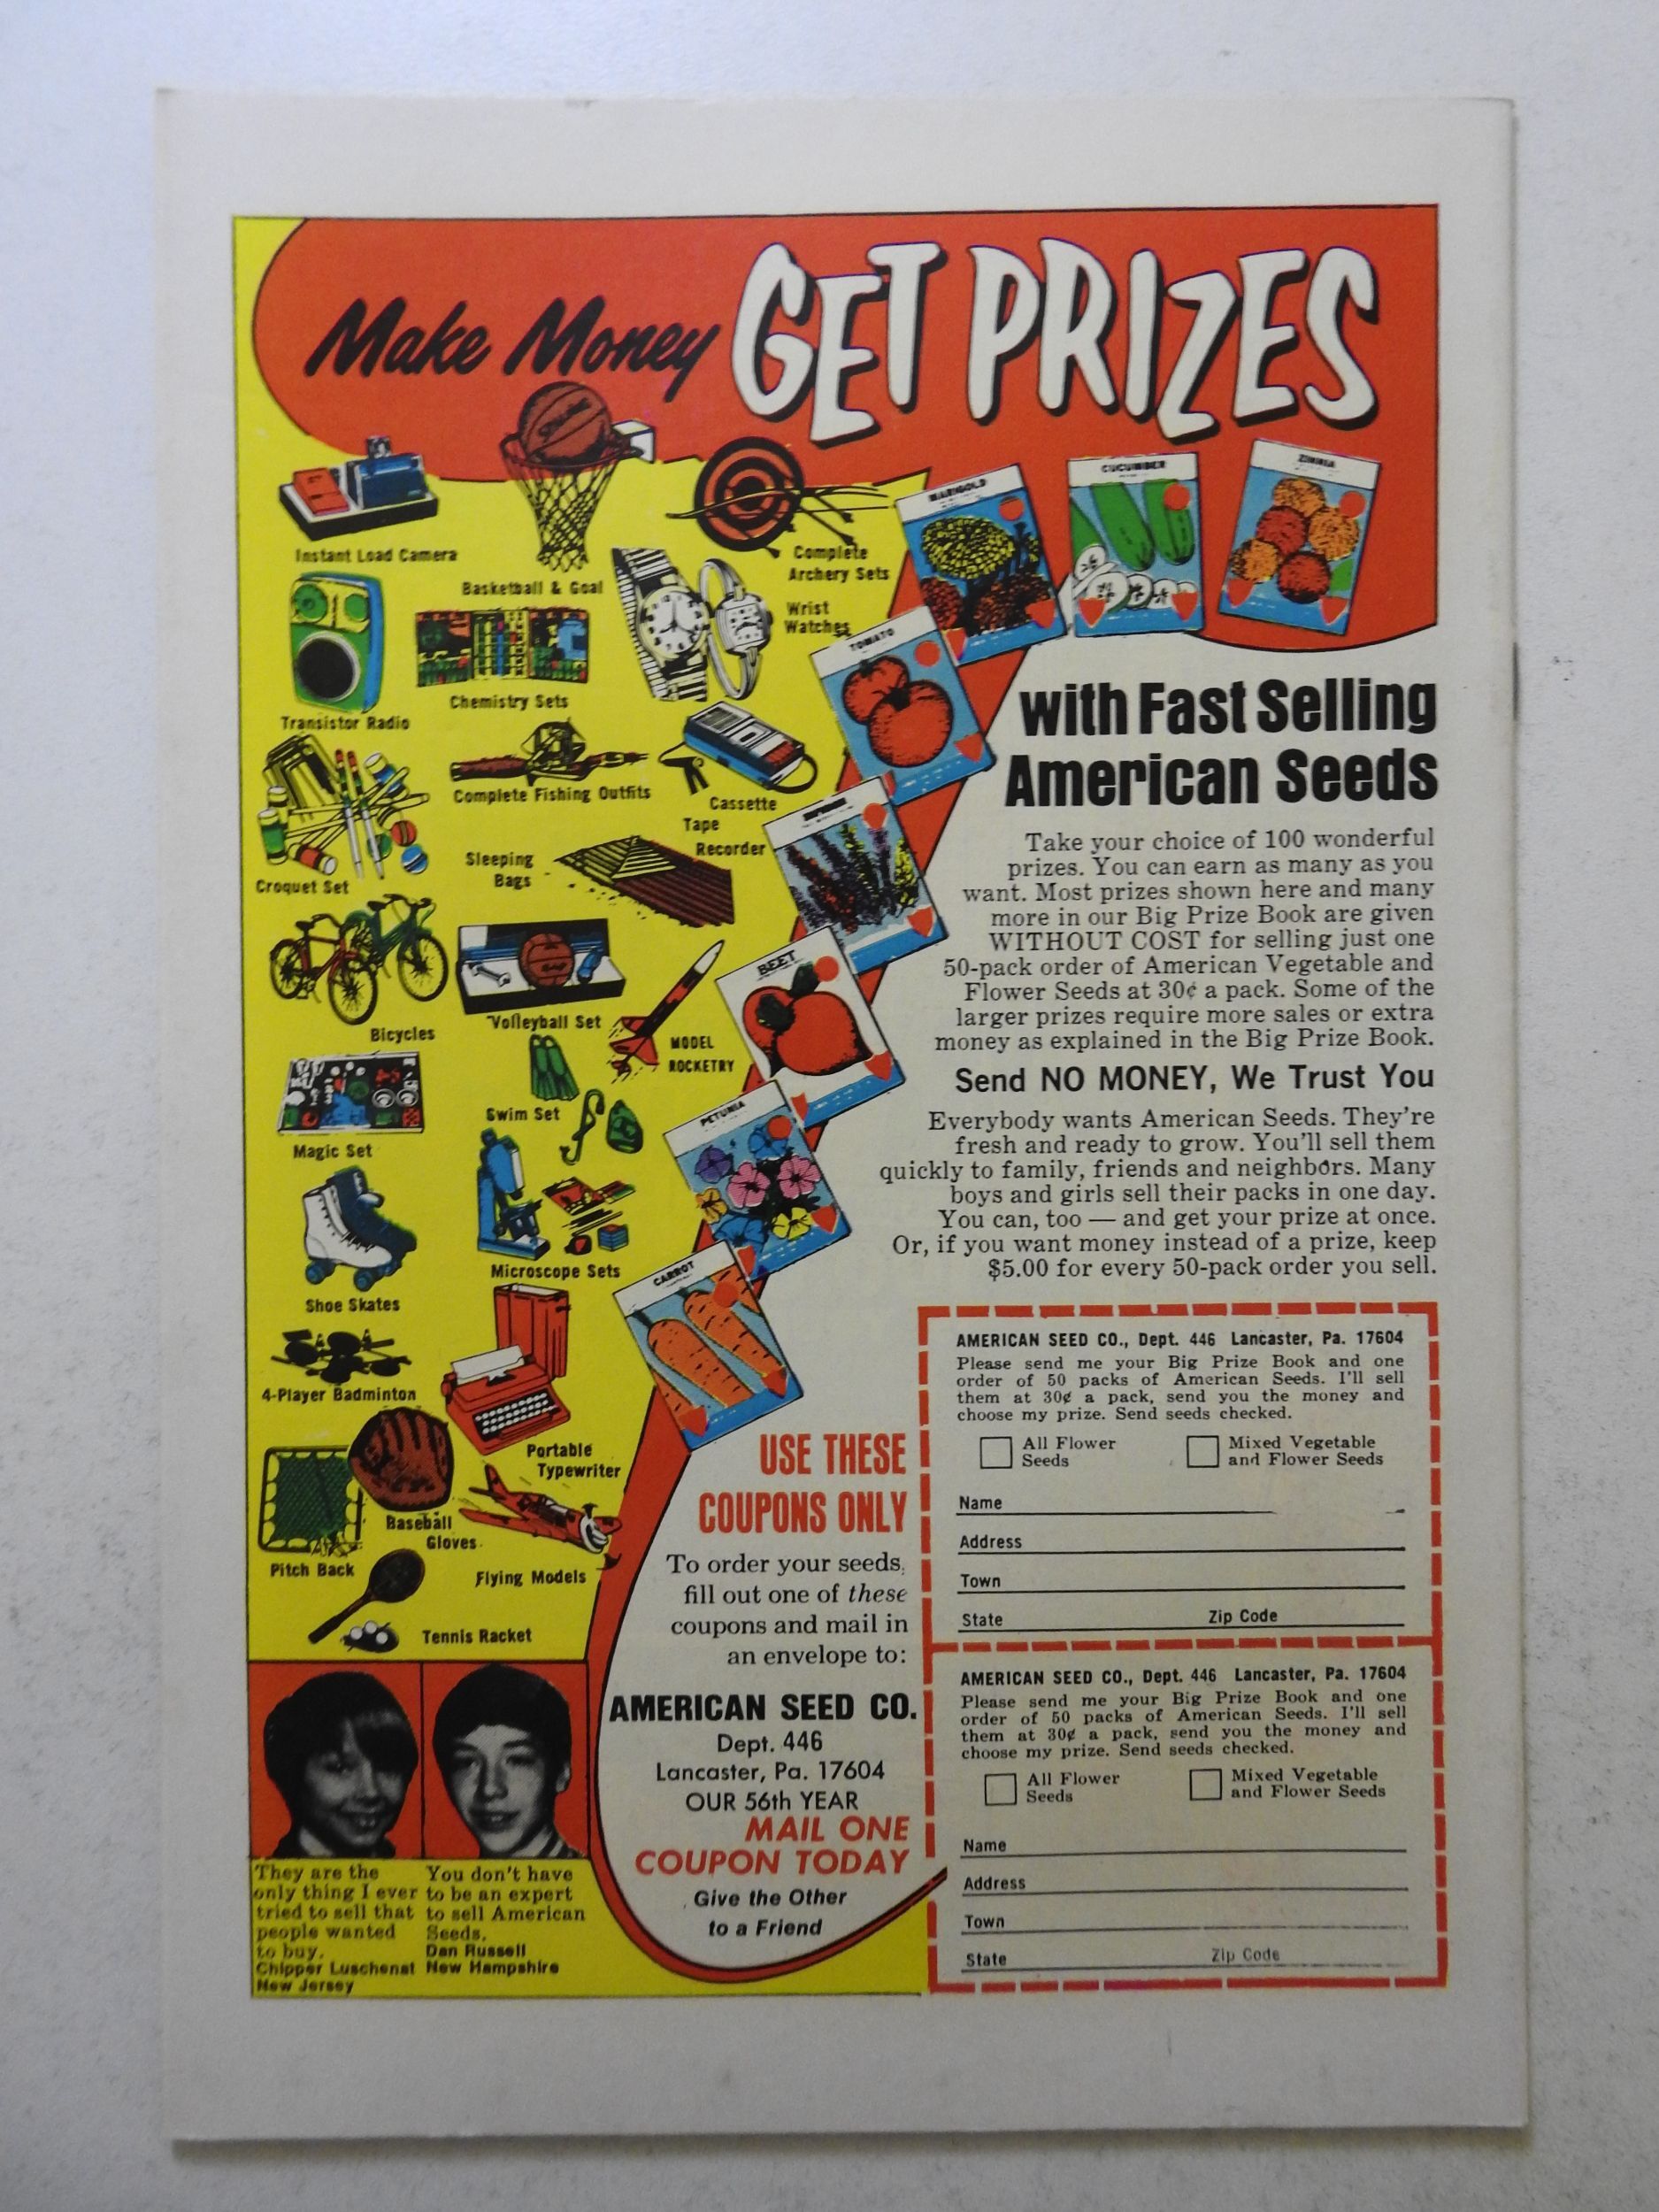 Make Money GET PRIZES
Instant Load Camera
Basketball & Goal
Complete
Archery Sets
Transistor Radio
Chemistry Sets
Wrist
Watches
Croquet Set
Complete Fishing Outfits
Cassette
Tape
Recorder
Sleeping
Bags
Bicycles
Volleyball Set
MODEL
ROCKETRY
Magic Set
Swim Set
Shoe Skates
Microscope Sets
4-Player Badminton
Portable
Typewriter
Baseball
Gloves
Pitch Back
Flying Models
Tennis Racket
MARIGOLD
CUCUMBER
ZINNIA
TOMATO
BEET
PETUNIA
CARROT
with Fast Selling
American Seeds
Take your choice of 100 wonderful
prizes. You can earn as many as you
want. Most prizes shown here and many
more in our Big Prize Book are given
WITHOUT COST for selling just one
50-pack order of American Vegetable and
Flower Seeds at 30¢ a pack. Some of the
larger prizes require more sales or extra
money as explained in the Big Prize Book.
Send NO MONEY, We Trust You
Everybody wants American Seeds. They're
fresh and ready to grow. You'll sell them
quickly to family, friends and neighbors. Many
boys and girls sell their packs in one day.
You can, too — and get your prize at once.
Or, if you want money instead of a prize, keep
$5.00 for every 50-pack order you sell.
USE THESE
COUPONS ONLY
To order your seeds,
fill out one of these
coupons and mail in
an envelope to:
AMERICAN SEED CO.
Dept. 446
Lancaster, Pa. 17604
OUR 56th YEAR
MAIL ONE
COUPON TODAY
Give the Other
to a Friend
They are the
only thing I ever
tried to sell that
people wanted
to buy.
Chipper Luschenat
New Jersey
You don't have
to be an expert
to sell American
Seeds.
Dan Russell
New Hampshire
AMERICAN SEED CO., Dept. 446 Lancaster, Pa. 17604
Please send me your Big Prize Book and one
order of 50 packs of American Seeds. I'll sell
them at 30¢ a pack, send you the money and
choose my prize. Send seeds checked.
All Flower
Seeds
Mixed Vegetable
and Flower Seeds
Name
Address
Town
State Zip Code
AMERICAN SEED CO., Dept. 446 Lancaster, Pa. 17604
Please send me your Big Prize Book and one
order of 50 packs of American Seeds. I'll sell
them at 30¢ a pack, send you the money and
choose my prize. Send seeds checked.
All Flower
Seeds
Mixed Vegetable
and Flower Seeds
Name
Address
Town
State Zip Code